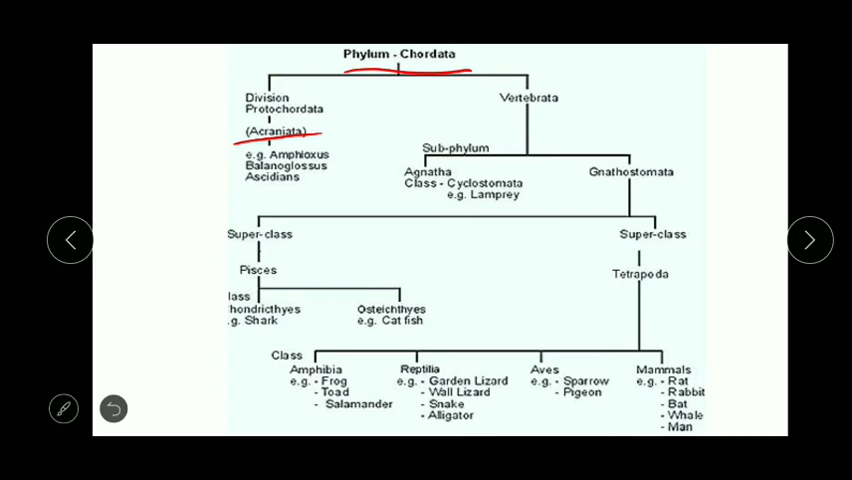 Phylum - Chordata
Division
Protochordata
(Acraniata)
e.g. Amphioxus
Balanoglossus
Ascidians
Vertebrata
Sub-phylum
Agnatha
Class - Cyclostomata
e.g. Lamprey
Gnathostomata
Super-class
Super-class
Pisces
Tetrapoda
lass
hondricthyes
.g. Shark
Osteichthyes
e.g. Cat fish
Class
Amphibia
e.g. - Frog
- Toad
- Salamander
Reptilia
e.g. - Garden Lizard
- Wall Lizard
- Snake
- Alligator
Aves
e.g. - Sparrow
- Pigeon
Mammals
e.g. - Rat
- Rabbit
- Bat
- Whale
- Man